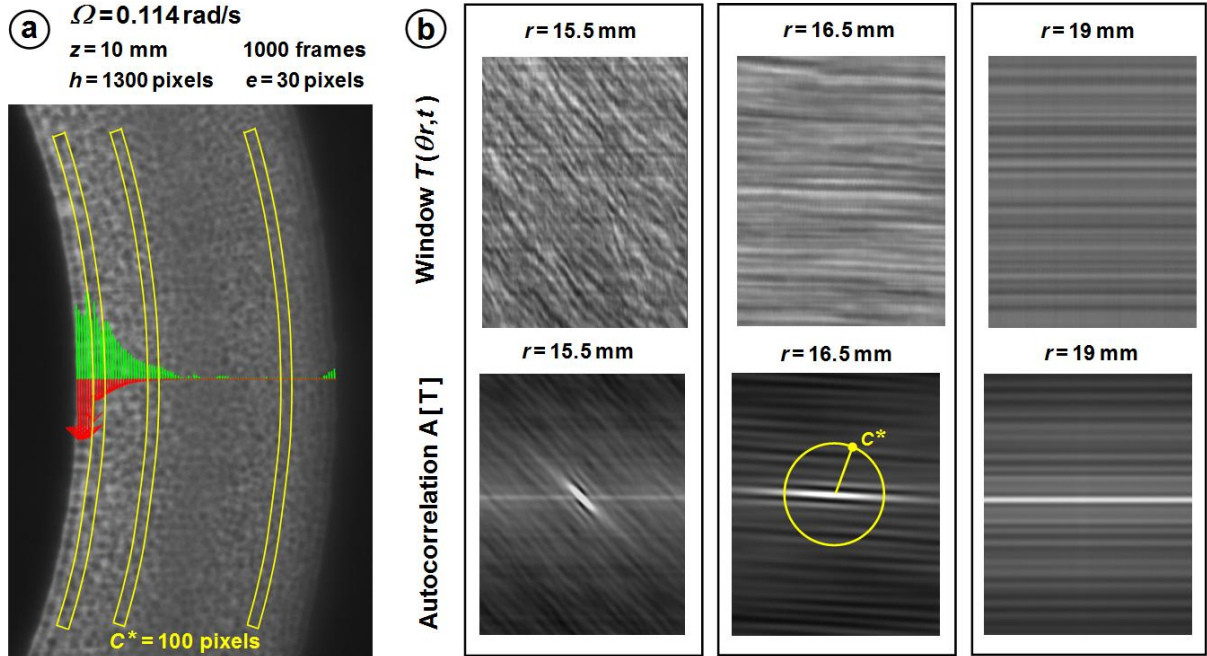 a
Ω = 0.114 rad/s
z = 10 mm 1000 frames
h = 1300 pixels e = 30 pixels
C* = 100 pixels
b
Window T(θr,t)
Autocorrelation A[T]
r = 15.5 mm
r = 16.5 mm
r = 19 mm
r = 15.5 mm
r = 16.5 mm
r = 19 mm
C*